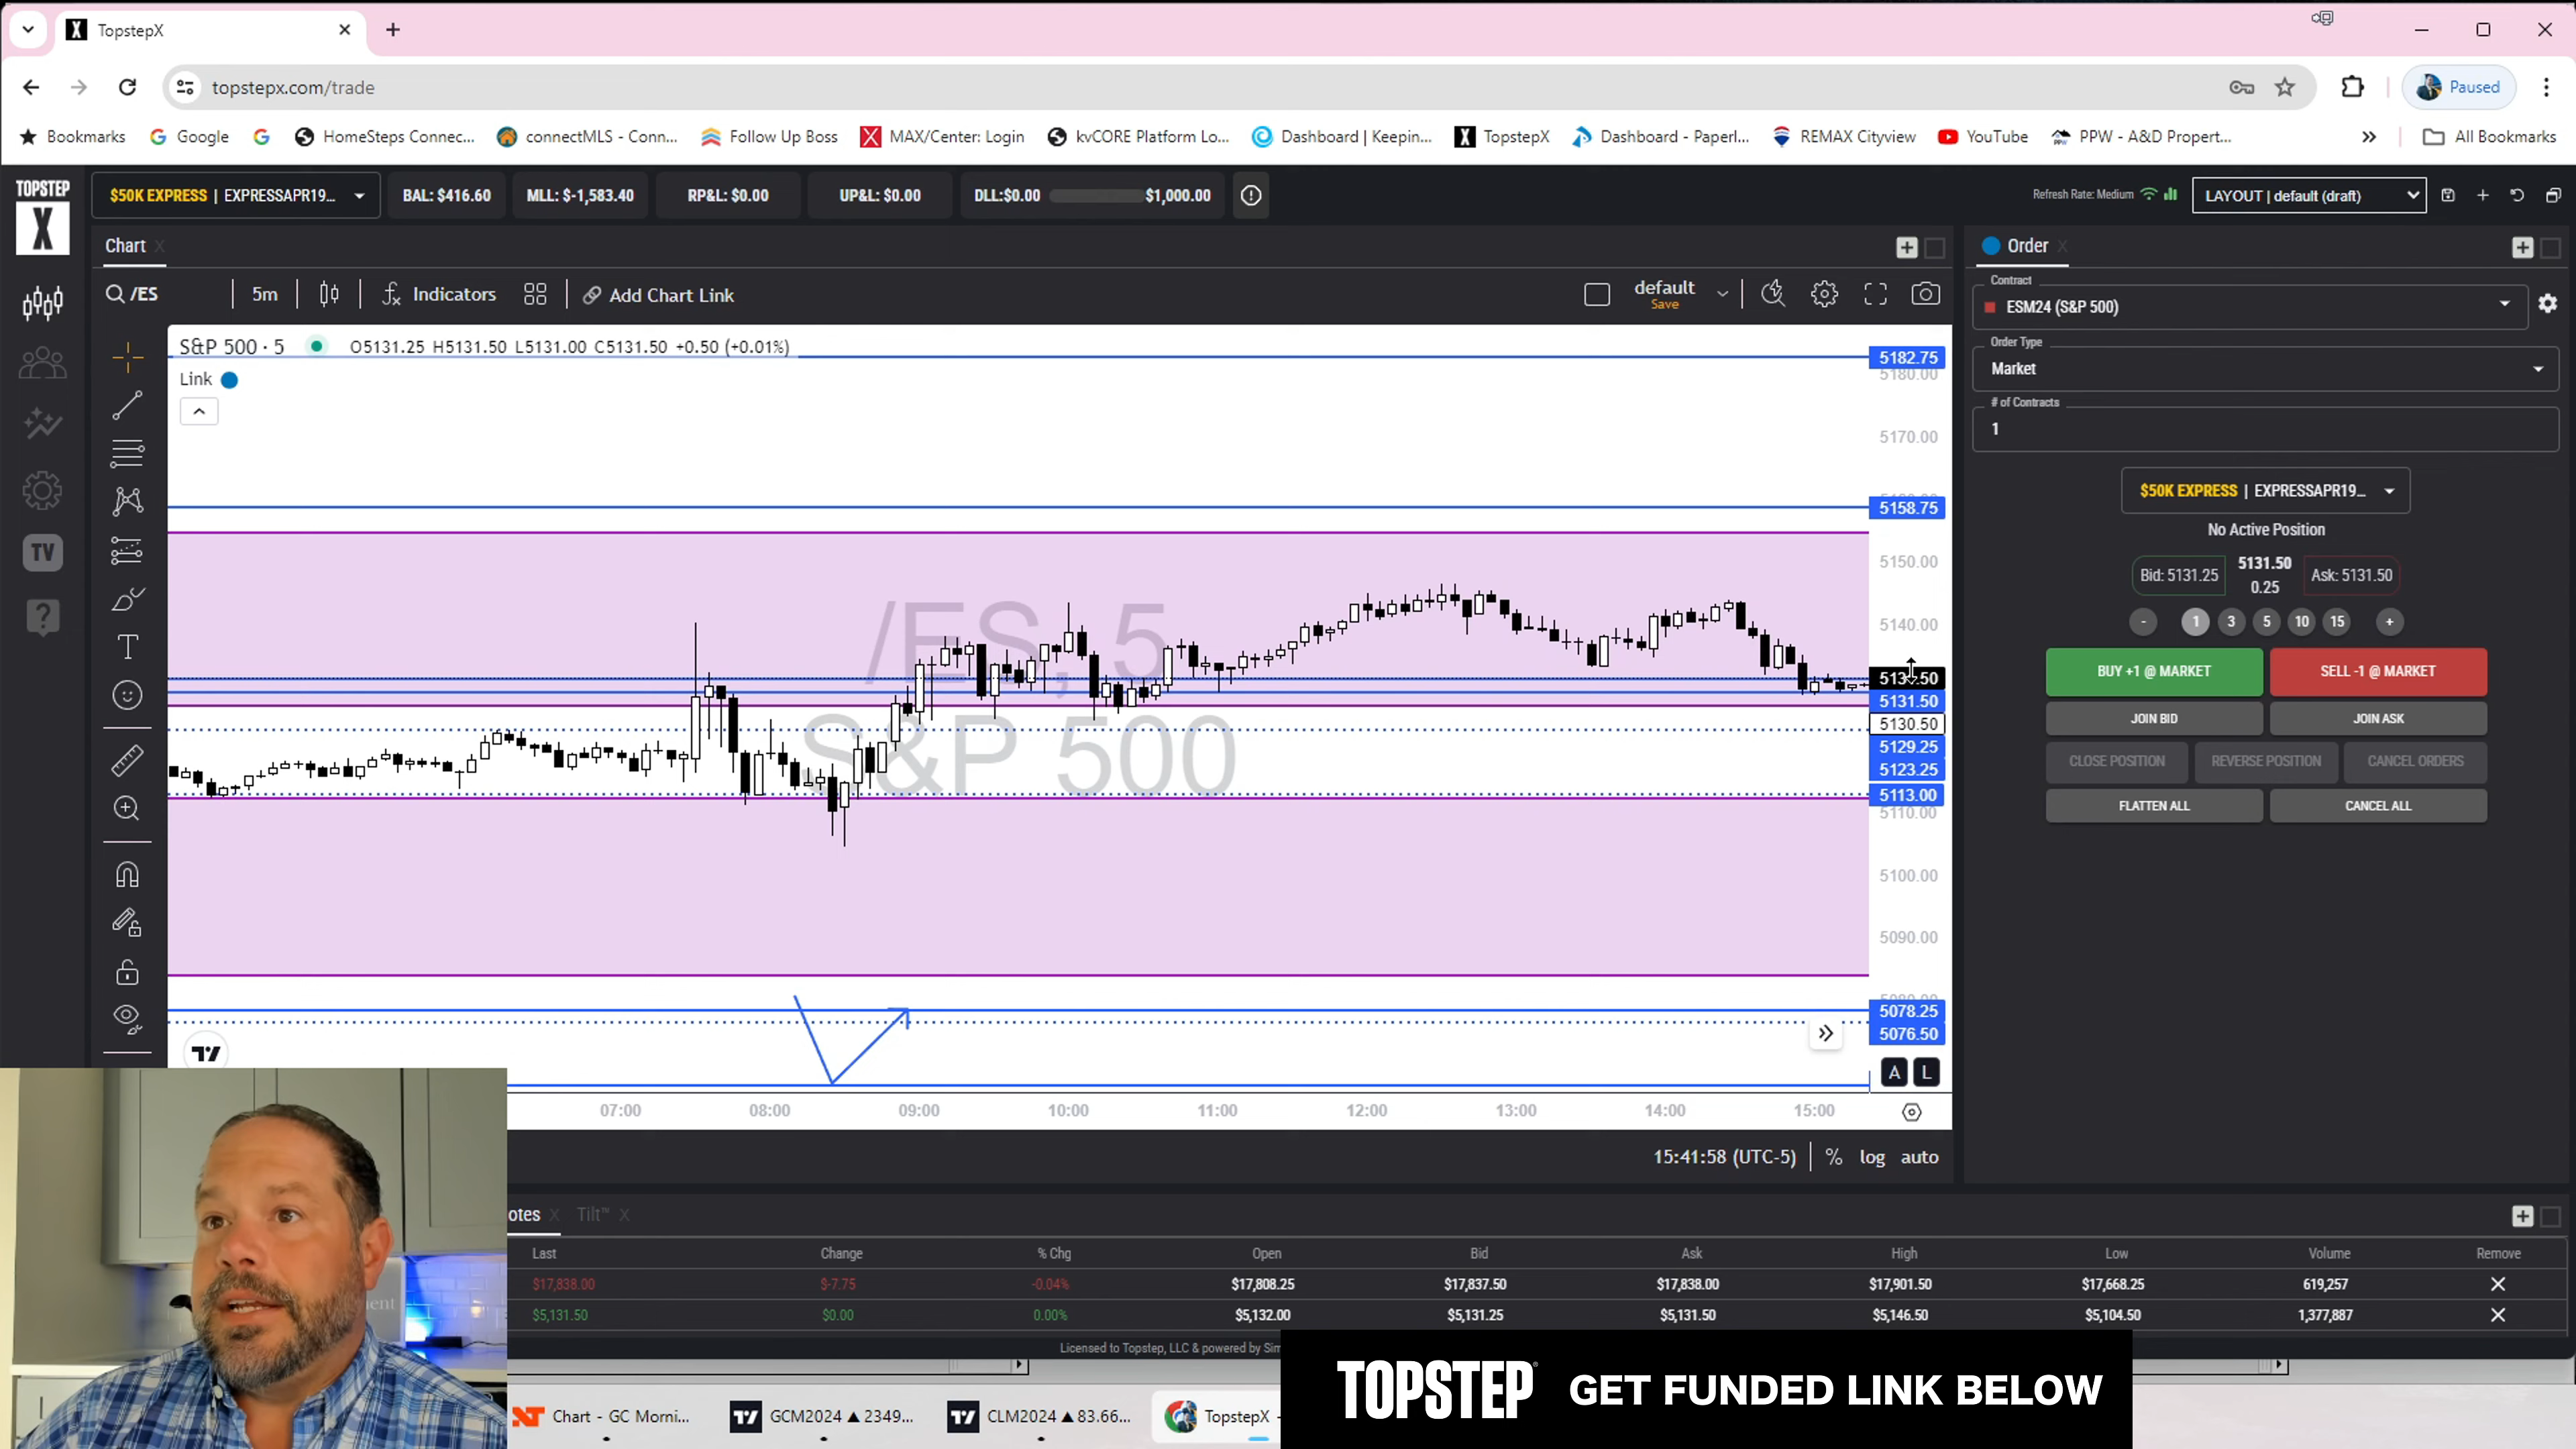 TopstepX
topstepx.com/trade
Paused
Bookmarks
Google
HomeSteps Connec...
connectMLS - Conn...
Follow Up Boss
MAX/Center: Login
kvCORE Platform Lo...
Dashboard | Keepin...
TopstepX
Dashboard - Paperl...
REMAX Cityview
YouTube
PPW - A&D Propert...
All Bookmarks
TOPSTEP
X
$50K EXPRESS | EXPRESSAPR19...
BAL: $416.60
MLL: $-1,583.40
RP&L: $0.00
UP&L: $0.00
DLL:$0.00
$1,000.00
Refresh Rate: Medium
LAYOUT | default (draft)
Chart
Order
/ES
5m
Indicators
Add Chart Link
default
Save
Contract
ESM24 (S&P 500)
Order Type
Market
# of Contracts
1
S&P 500 · 5
O5131.25 H5131.50 L5131.00 C5131.50 +0.50 (+0.01%)
Link
/ES, 5
S&P 500
5182.75
5180.00
5170.00
5158.75
5150.00
5140.00
5131.50
5130.50
5129.25
5123.25
5113.00
5110.00
5100.00
5090.00
5078.25
5076.50
A L
TV
07:00 08:00 09:00 10:00 11:00 12:00 13:00 14:00 15:00
15:41:58 (UTC-5)
% log auto
$50K EXPRESS | EXPRESSAPR19...
No Active Position
Bid: 5131.25
5131.50
0.25
Ask: 5131.50
- 1 3 5 10 15 +
BUY +1 @ MARKET
SELL -1 @ MARKET
JOIN BID
JOIN ASK
CLOSE POSITION
REVERSE POSITION
CANCEL ORDERS
FLATTEN ALL
CANCEL ALL
otes
Tilt™
Last Change % Chg Open Bid Ask High Low Volume Remove
$17,838.00 $-7.75 -0.04% $17,808.25 $17,837.50 $17,838.00 $17,901.50 $17,668.25 619,257
$5,131.50 $0.00 0.00% $5,132.00 $5,131.25 $5,131.50 $5,146.50 $5,104.50 1,377,887
Licensed to Topstep, LLC & powered by Sim
TOPSTEP® GET FUNDED LINK BELOW
Chart - GC Morni...
GCM2024 ▲ 2349...
CLM2024 ▲ 83.66...
TopstepX -